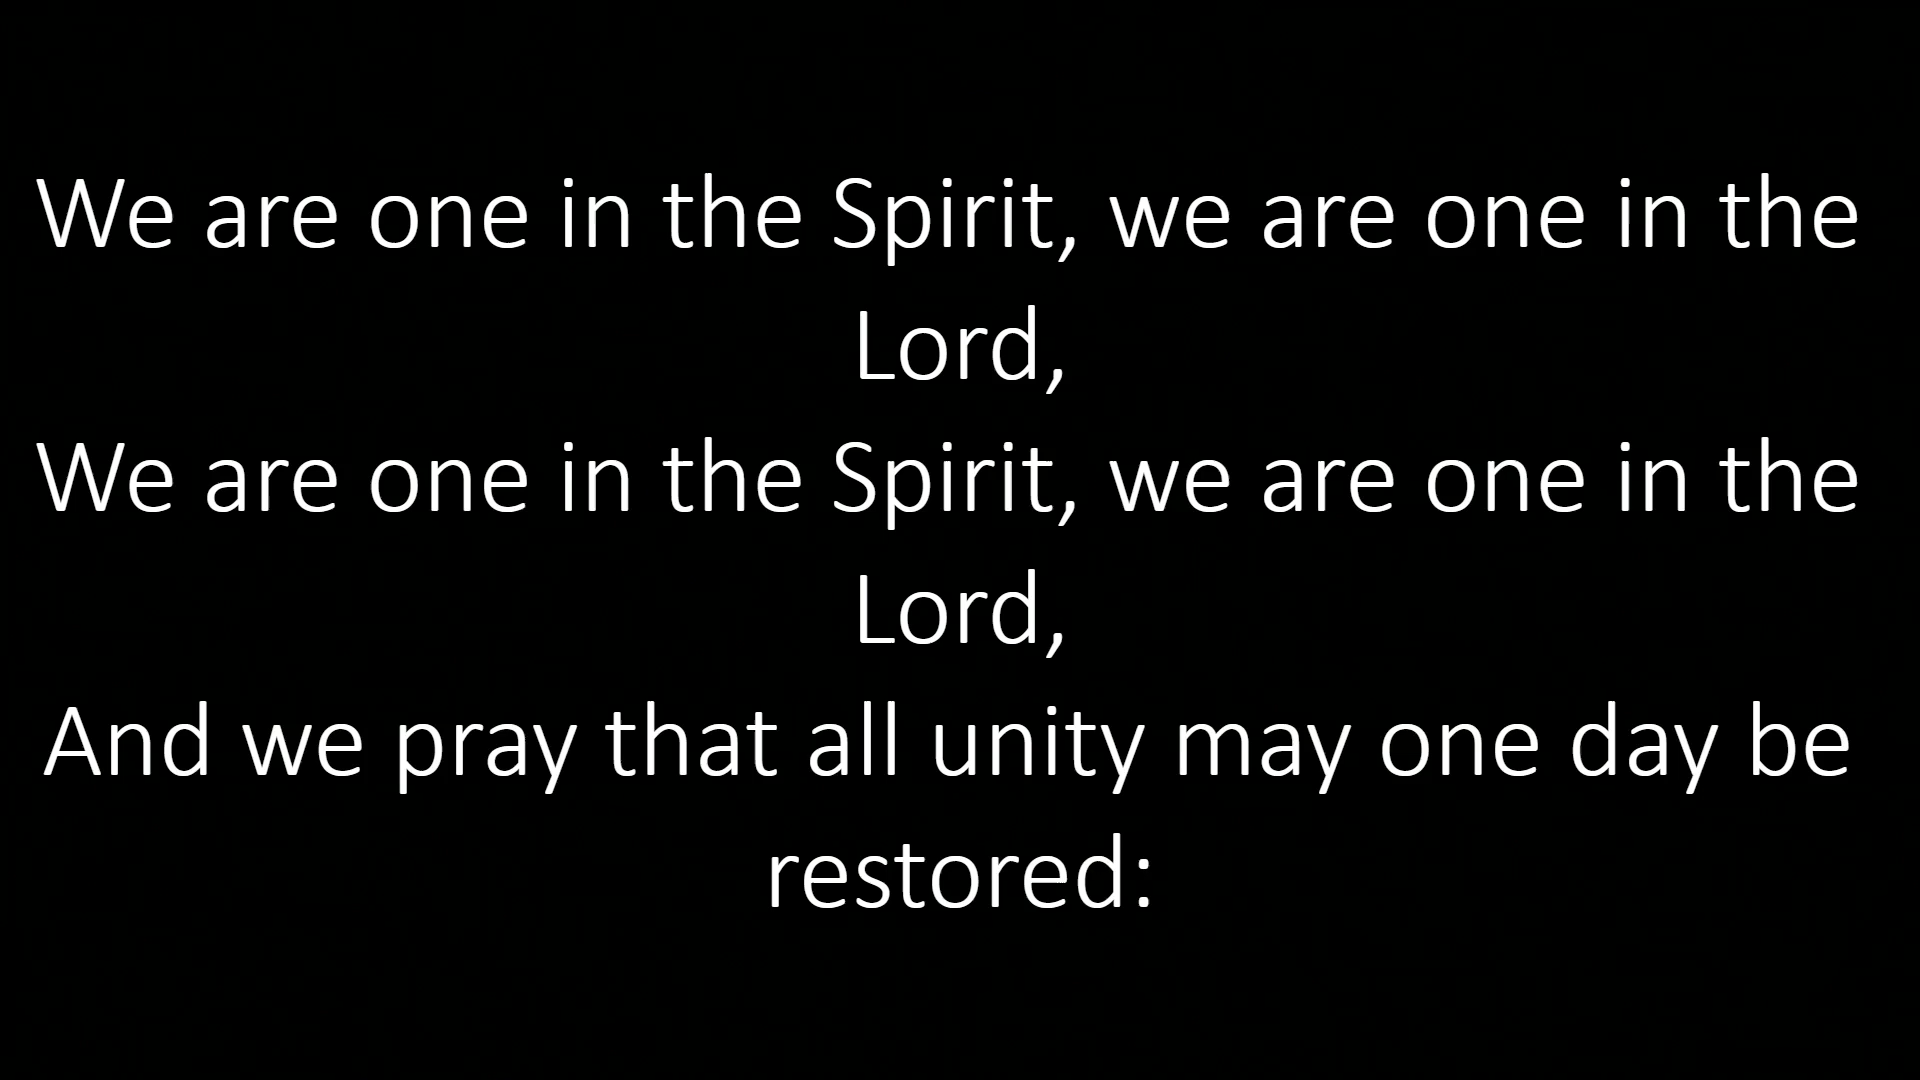 We are one in the Spirit, we are one in the
Lord,
We are one in the Spirit, we are one in the
Lord,
And we pray that all unity may one day be
restored: